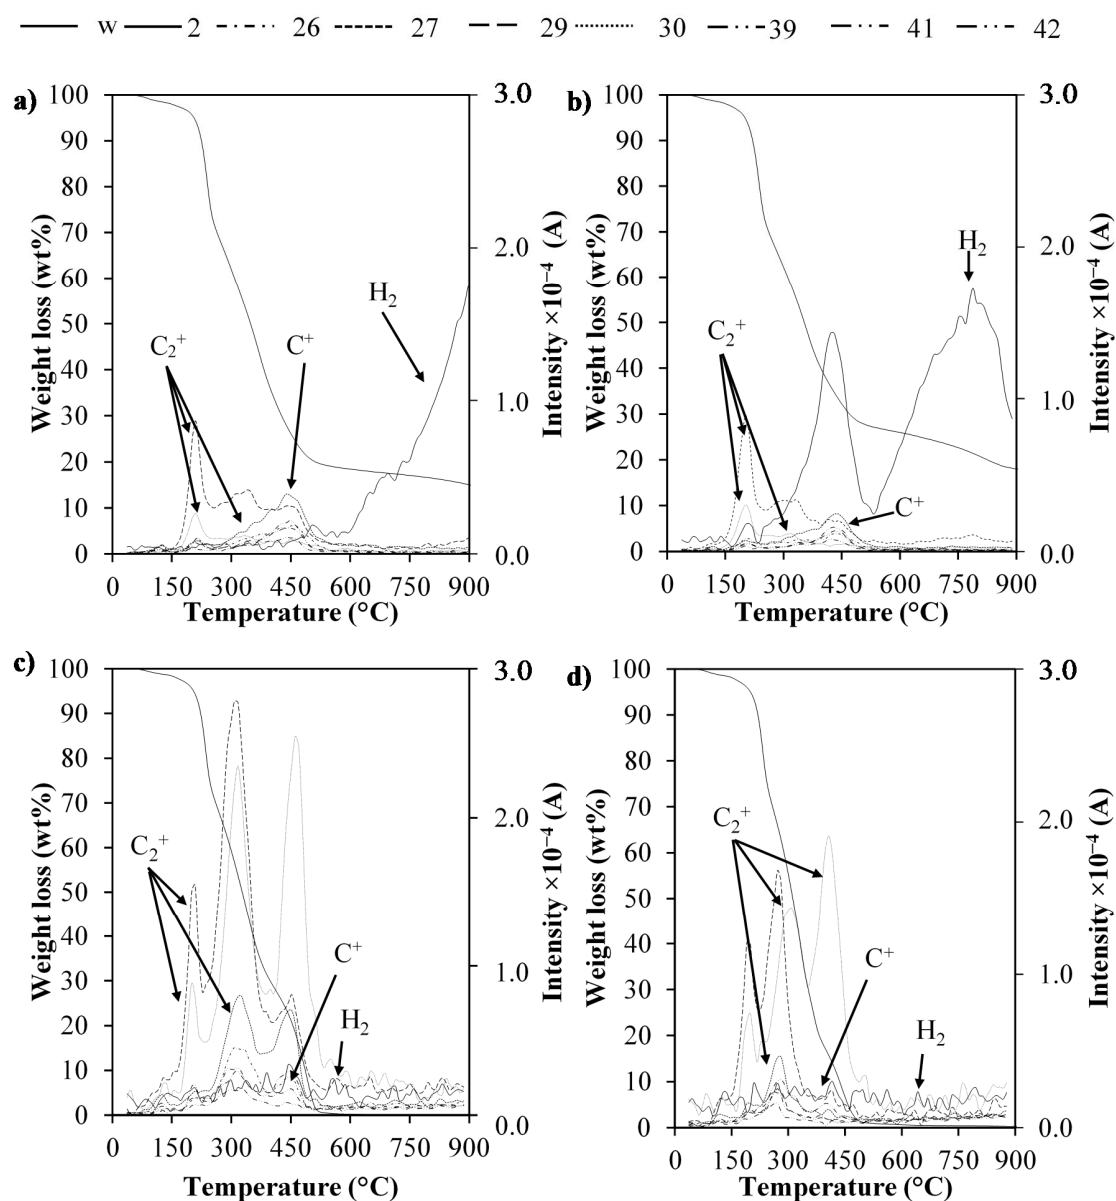 w 2 26 27 29 30 39 41 42
a)
100
90
80
70
60
50
40
30
20
10
0
Weight loss (wt%)
C₂⁺
C⁺
H₂
3.0
2.0
1.0
0.0
Intensity ×10⁻⁴ (A)
0 150 300 450 600 750 900
Temperature (°C)
b)
100
90
80
70
60
50
40
30
20
10
0
Weight loss (wt%)
C₂⁺
C⁺
H₂
3.0
2.0
1.0
0.0
Intensity ×10⁻⁴ (A)
0 150 300 450 600 750 900
Temperature (°C)
c)
100
90
80
70
60
50
40
30
20
10
0
Weight loss (wt%)
C₂⁺
C⁺
H₂
3.0
2.0
1.0
0.0
Intensity ×10⁻⁴ (A)
0 150 300 450 600 750 900
Temperature (°C)
d)
100
90
80
70
60
50
40
30
20
10
0
Weight loss (wt%)
C₂⁺
C⁺
H₂
3.0
2.0
1.0
0.0
Intensity ×10⁻⁴ (A)
0 150 300 450 600 750 900
Temperature (°C)